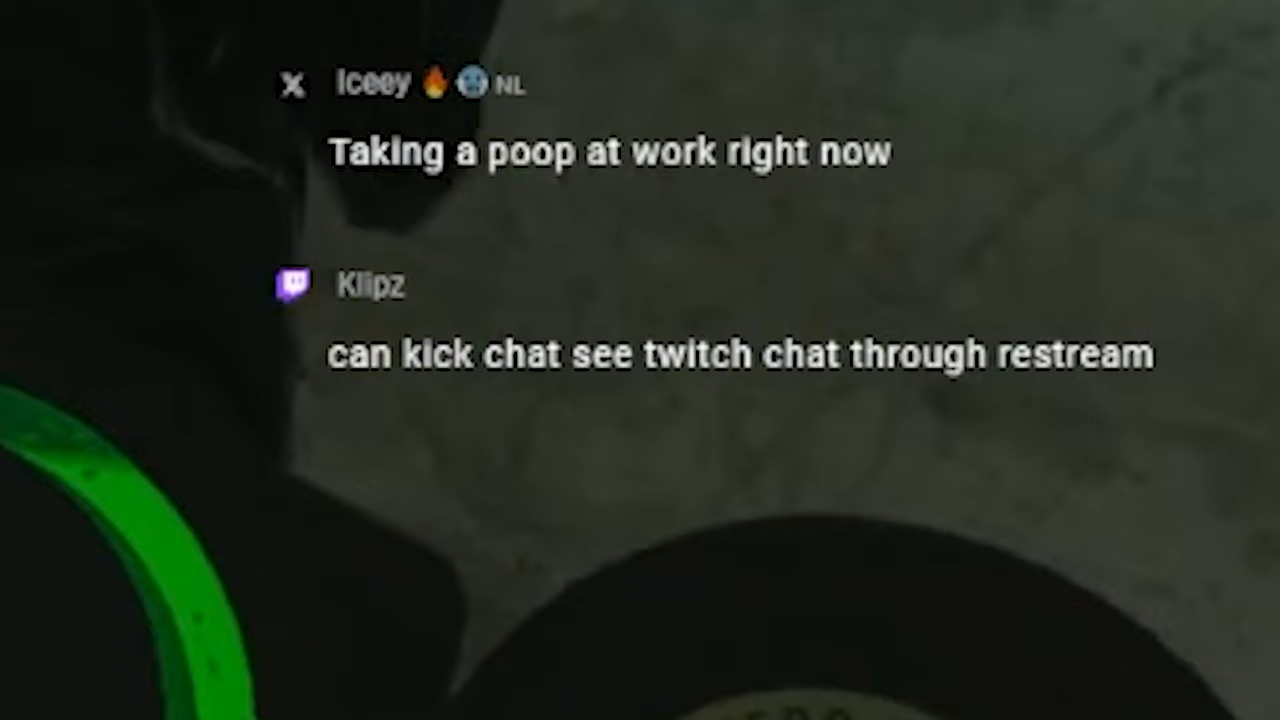 Iceey 🔥🥶 NL
Taking a poop at work right now
Klipz
can kick chat see twitch chat through restream